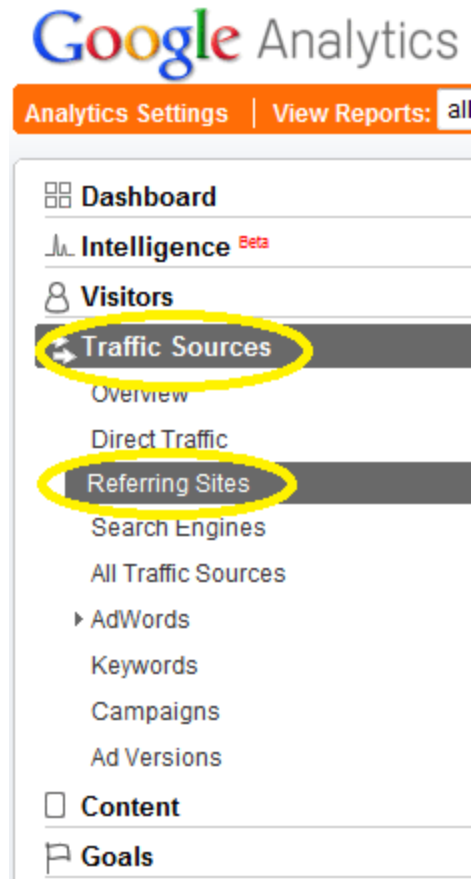 Google Analytics
Analytics Settings | View Reports: all
Dashboard
Intelligence Beta
Visitors
Traffic Sources
Overview
Direct Traffic
Referring Sites
Search Engines
All Traffic Sources
AdWords
Keywords
Campaigns
Ad Versions
Content
Goals